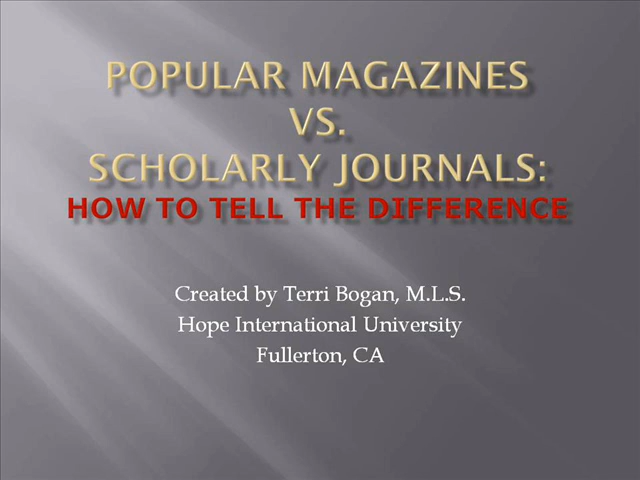 POPULAR MAGAZINES
VS.
SCHOLARLY JOURNALS:
HOW TO TELL THE DIFFERENCE
Created by Terri Bogan, M.L.S.
Hope International University
Fullerton, CA